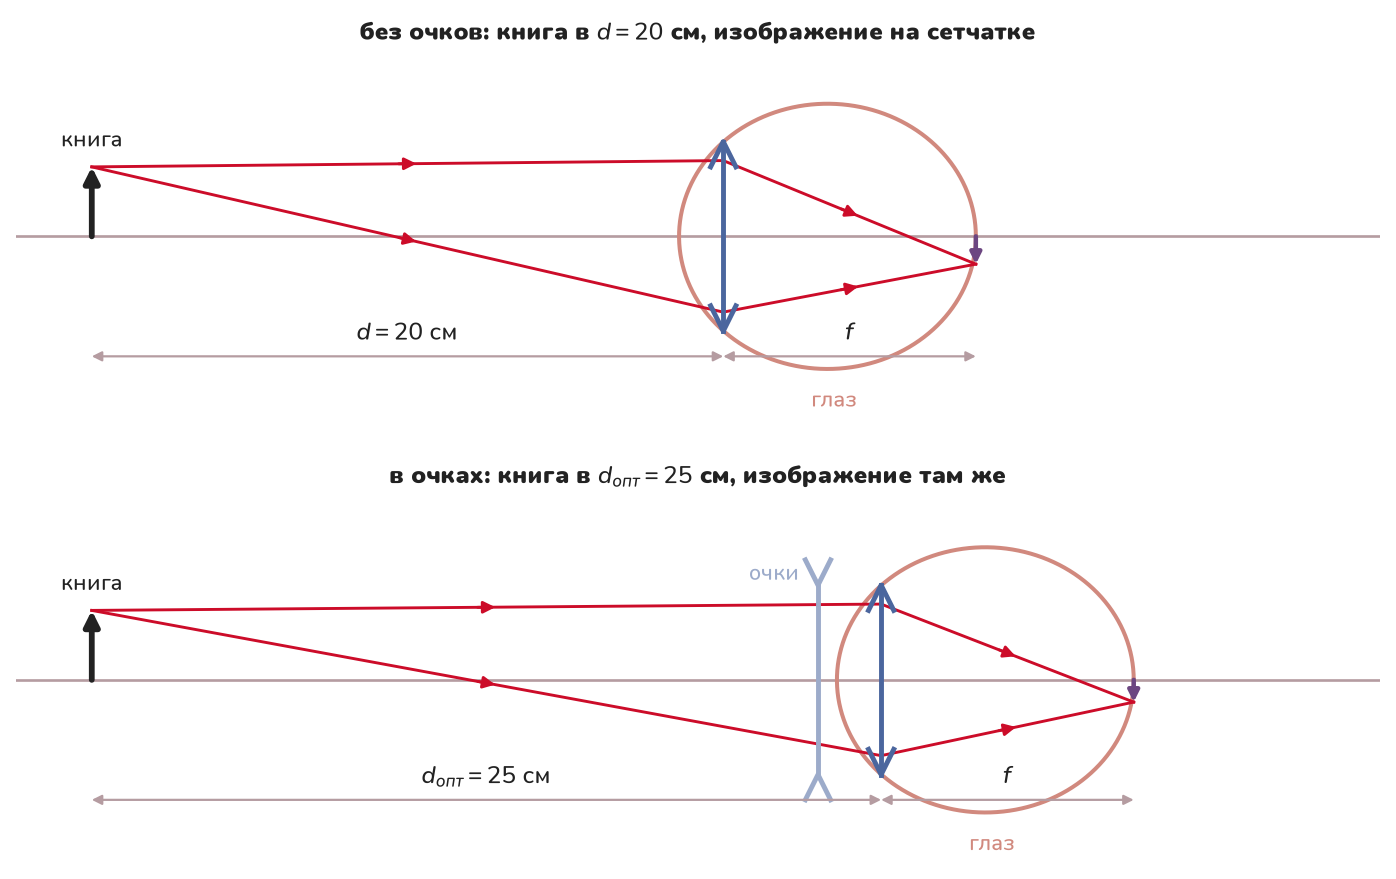 без очков: книга в d = 20 см, изображение на сетчатке
книга
d = 20 см
f
глаз
в очках: книга в dопт = 25 см, изображение там же
очки
книга
dопт = 25 см
f
глаз